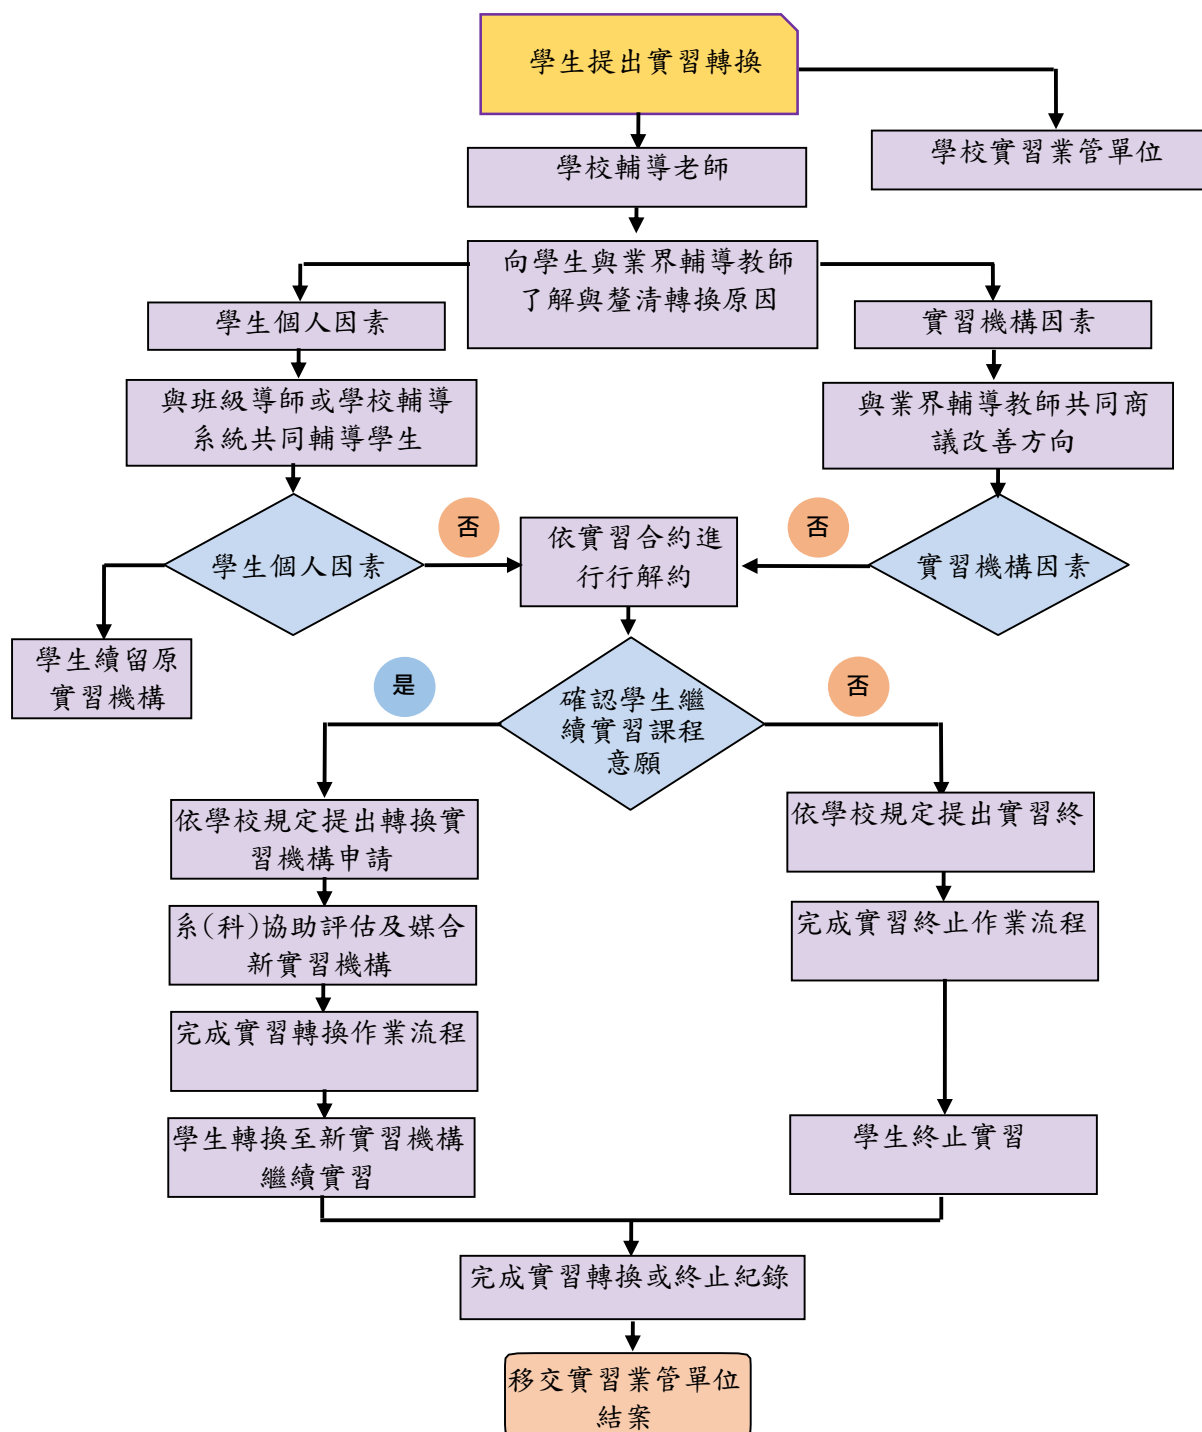 學生提出實習轉換
學校實習業管單位
學校輔導老師
向學生與業界輔導教師
了解與釐清轉換原因
學生個人因素
實習機構因素
與班級導師或學校輔導
系統共同輔導學生
與業界輔導教師共同商
議改善方向
否
否
學生個人因素
依實習合約進
行行解約
實習機構因素
學生續留原
實習機構
是
否
確認學生繼
續實習課程
意願
依學校規定提出轉換實
習機構申請
依學校規定提出實習終
系(科)協助評估及媒合
新實習機構
完成實習終止作業流程
完成實習轉換作業流程
學生轉換至新實習機構
繼續實習
學生終止實習
完成實習轉換或終止紀錄
移交實習業管單位
結案